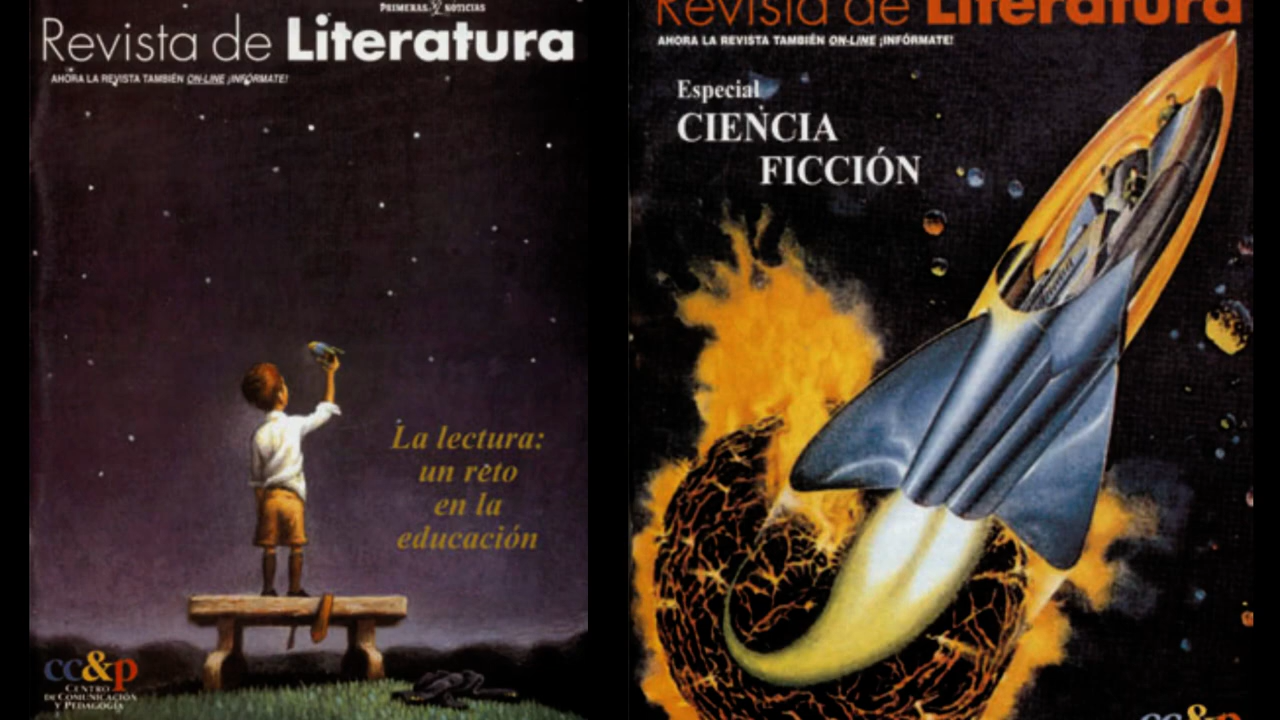 PRIMERAS NOTICIAS
Revista de Literatura
AHORA LA REVISTA TAMBIÉN ON-LINE ¡INFÓRMATE!
La lectura:
un reto
en la
educación
cc&p
CENTRO
DE COMUNICACIÓN
Y PEDAGOGÍA
Revista de Literatura
AHORA LA REVISTA TAMBIÉN ON-LINE ¡INFÓRMATE!
Especial
CIENCIA
FICCIÓN
cc&p